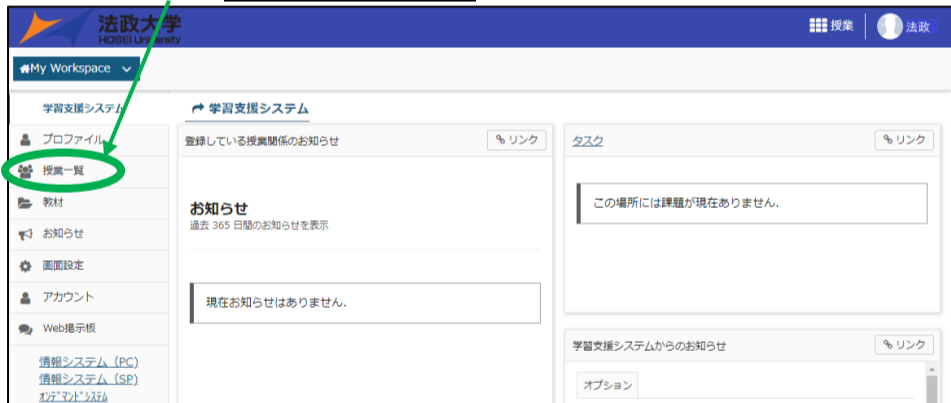 法政大学
HOSEI University
授業
法政
My Workspace
学習支援システム
プロファイル
授業一覧
教材
お知らせ
画面設定
アカウント
Web掲示板
情報システム（PC）
情報システム（SP）
ｵﾝﾃﾞﾏﾝﾄﾞｼｽﾃﾑ
学習支援システム
登録している授業関係のお知らせ
リンク
お知らせ
過去 365 日間のお知らせを表示
現在お知らせはありません.
タスク
リンク
この場所には課題が現在ありません.
学習支援システムからのお知らせ
リンク
オプション